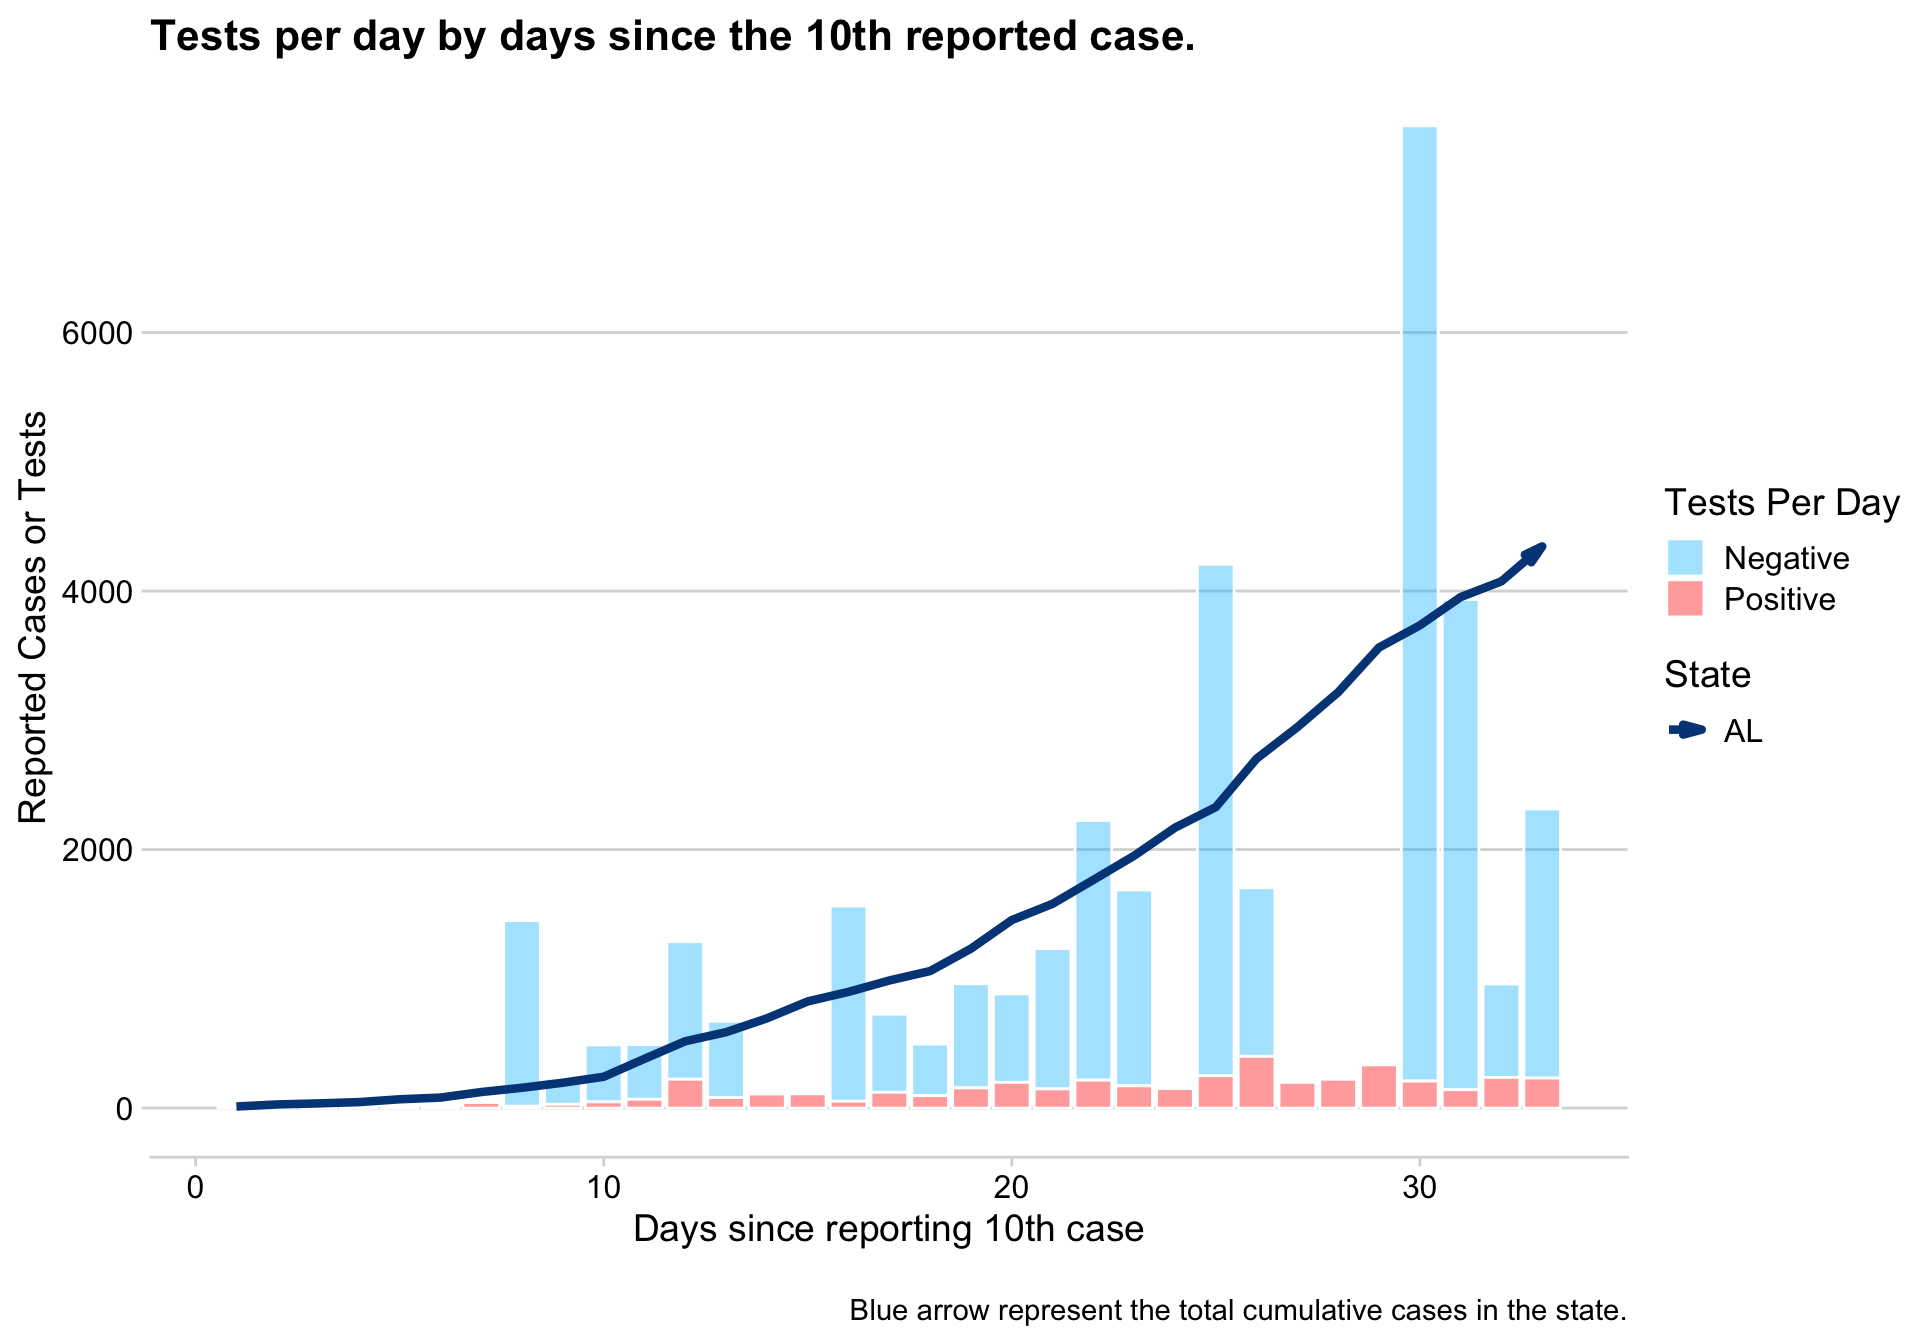 Tests per day by days since the 10th reported case.
Reported Cases or Tests
6000
4000
2000
0
0
10
20
30
Days since reporting 10th case
Tests Per Day
Negative
Positive
State
AL
Blue arrow represent the total cumulative cases in the state.